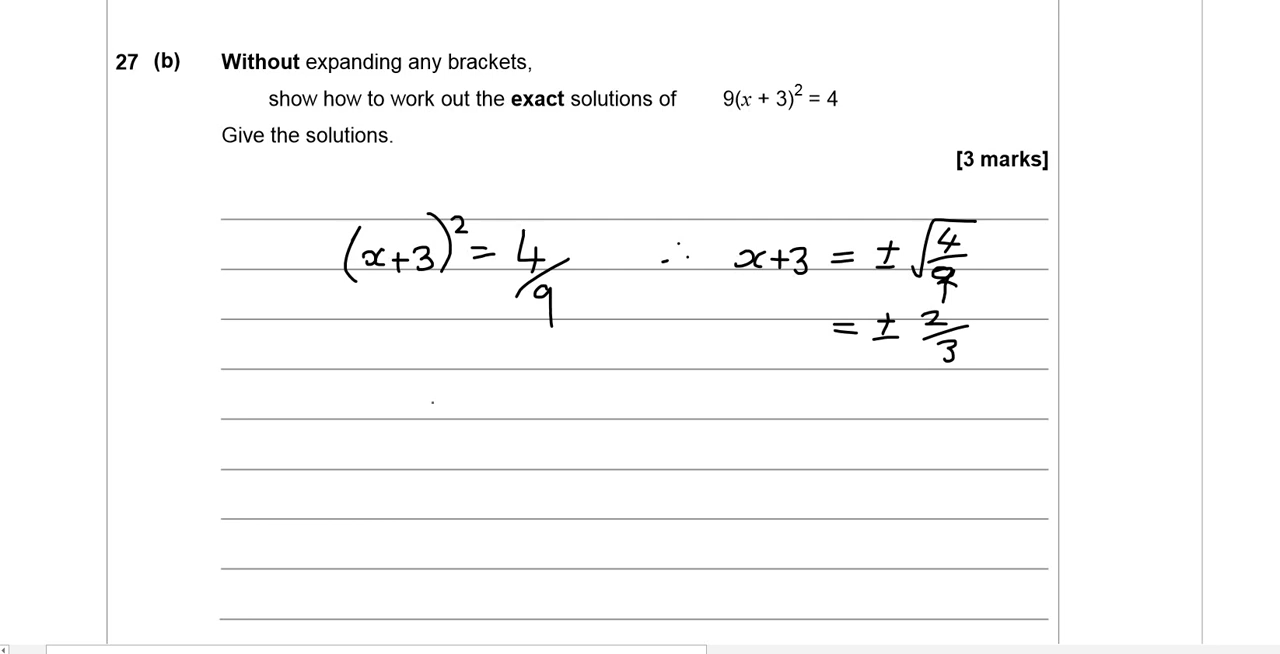 27 (b) Without expanding any brackets,
show how to work out the exact solutions of 9(x + 3)² = 4
Give the solutions.
[3 marks]
(x+3)² = 4/9 ∴ x+3 = ±√(4/9)
= ± 2/3